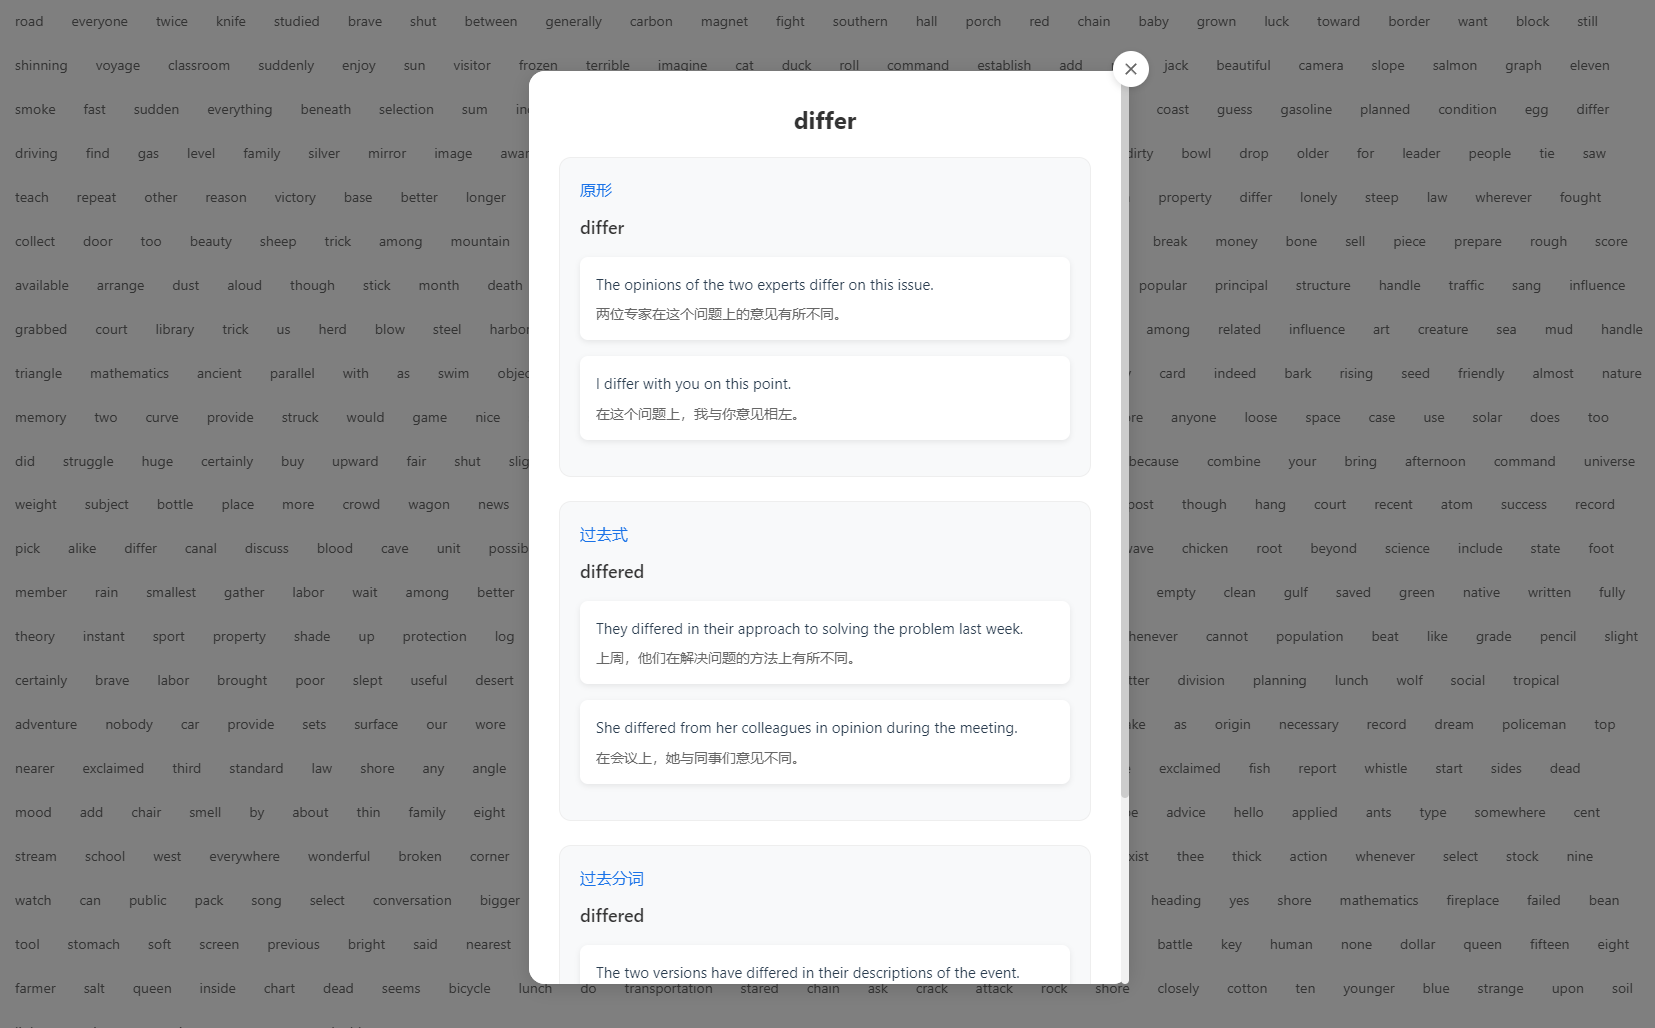 road everyone twice knife studied brave shut between generally carbon magnet fight southern hall porch red chain baby grown luck toward border want block still
shinning voyage classroom suddenly enjoy sun visitor frozen terrible imagine cat duck roll command establish add jack beautiful camera slope salmon graph eleven
smoke fast sudden everything beneath selection sum coast guess gasoline planned condition egg differ
driving find gas level family silver mirror image dirty bowl drop older for leader people tie saw
teach repeat other reason victory base better longer property differ lonely steep law wherever fought
collect door too beauty sheep trick among mountain break money bone sell piece prepare rough score
available arrange dust aloud though stick month death popular principal structure handle traffic sang influence
grabbed court library trick us herd blow steel among related influence art creature sea mud handle
triangle mathematics ancient parallel with as swim card indeed bark rising seed friendly almost nature
memory two curve provide struck would game nice anyone loose space case use solar does too
did struggle huge certainly buy upward fair shut because combine your bring afternoon command universe
weight subject bottle place more crowd wagon news post though hang court recent atom success record
pick alike differ canal discuss blood cave unit chicken root beyond science include state foot
member rain smallest gather labor wait among better empty clean gulf saved green native written fully
theory instant sport property shade up protection log cannot population beat like grade pencil slight
certainly brave labor brought poor slept useful desert division planning lunch wolf social tropical
adventure nobody car provide sets surface our wore as origin necessary record dream policeman top
nearer exclaimed third standard law shore any angle exclaimed fish report whistle start sides dead
mood add chair smell by about thin family eight advice hello applied ants type somewhere cent
stream school west everywhere wonderful broken corner thee thick action whenever select stock nine
watch can public pack song select conversation bigger heading yes shore mathematics fireplace failed bean
tool stomach soft screen previous bright said nearest battle key human none dollar queen fifteen eight
farmer salt queen inside chart dead seems bicycle lunch do transportation stared chain ask crack attack rock shore closely cotton ten younger blue strange upon soil
differ
原形
differ
The opinions of the two experts differ on this issue.
两位专家在这个问题上的意见有所不同。
I differ with you on this point.
在这个问题上，我与你意见相左。
过去式
differed
They differed in their approach to solving the problem last week.
上周，他们在解决问题的方法上有所不同。
She differed from her colleagues in opinion during the meeting.
在会议上，她与同事们意见不同。
过去分词
differed
The two versions have differed in their descriptions of the event.